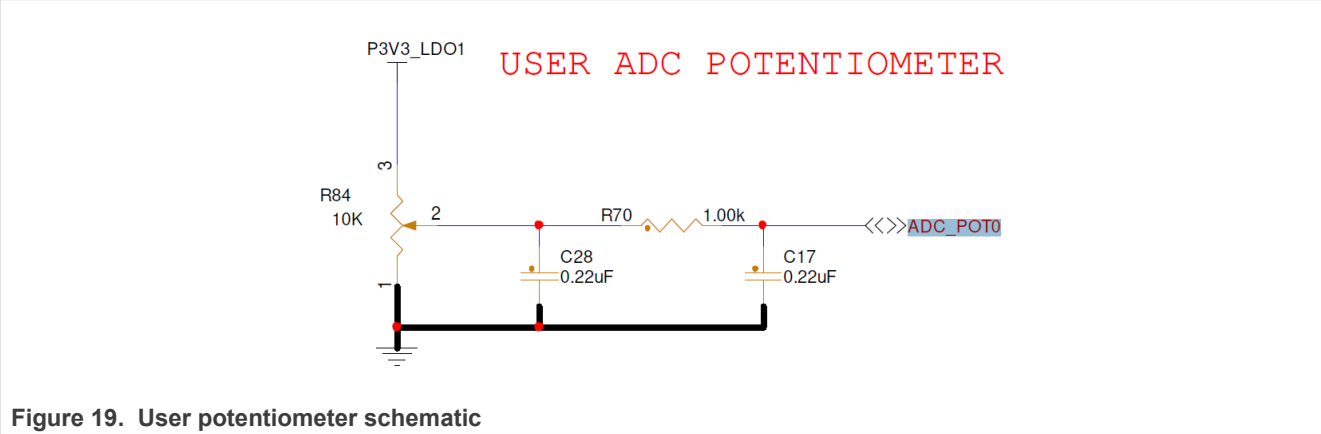 P3V3_LDO1
USER ADC POTENTIOMETER
3
R84
10K
2
R70
1.00k
ADC_POT0
C28
0.22uF
C17
0.22uF
1
Figure 19. User potentiometer schematic